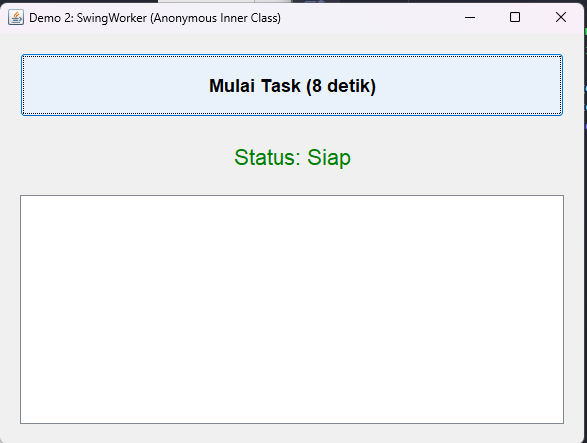 Demo 2: SwingWorker (Anonymous Inner Class)
Mulai Task (8 detik)
Status: Siap